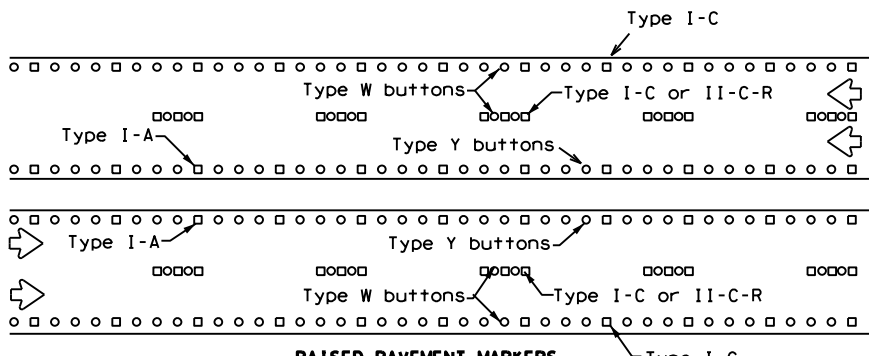 Type I-C
Type W buttons
Type I-C or II-C-R
Type I-A
Type Y buttons
Type I-A
Type Y buttons
Type W buttons
Type I-C or II-C-R
RAISED PAVEMENT MARKERS
Type I-C